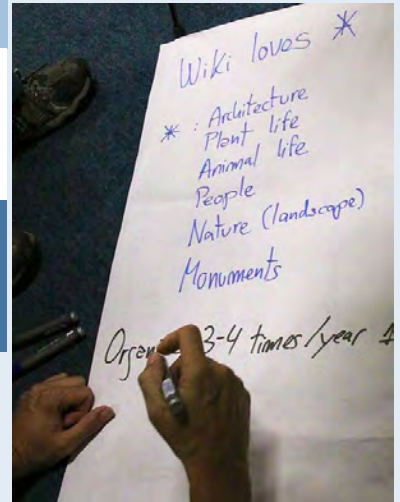 Wiki loves *
* : Architecture
Plant life
Animal life
People
Nature (landscape)
Monuments
3-4 times/year